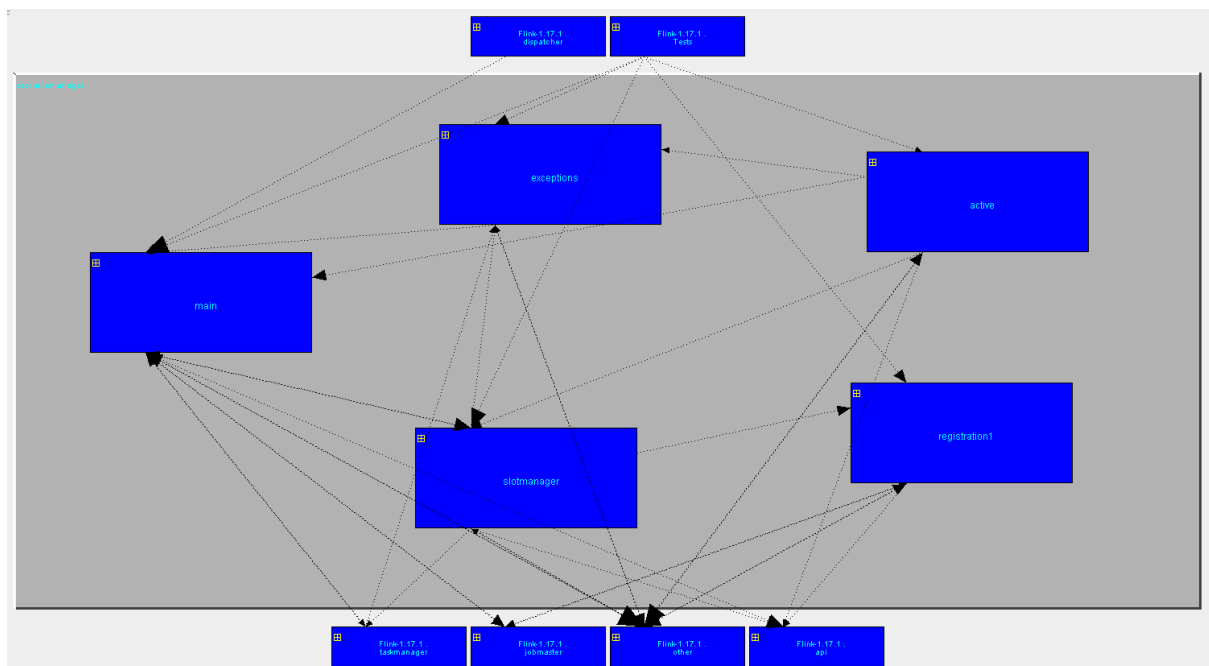 Flink-1.17.1 .
dispatcher
Flink-1.17.1 .
Tests
exceptions
active
main
registration1
slotmanager
Flink-1.17.1 .
taskmanager
Flink-1.17.1 .
jobmaster
Flink-1.17.1 .
other
Flink-1.17.1 .
api